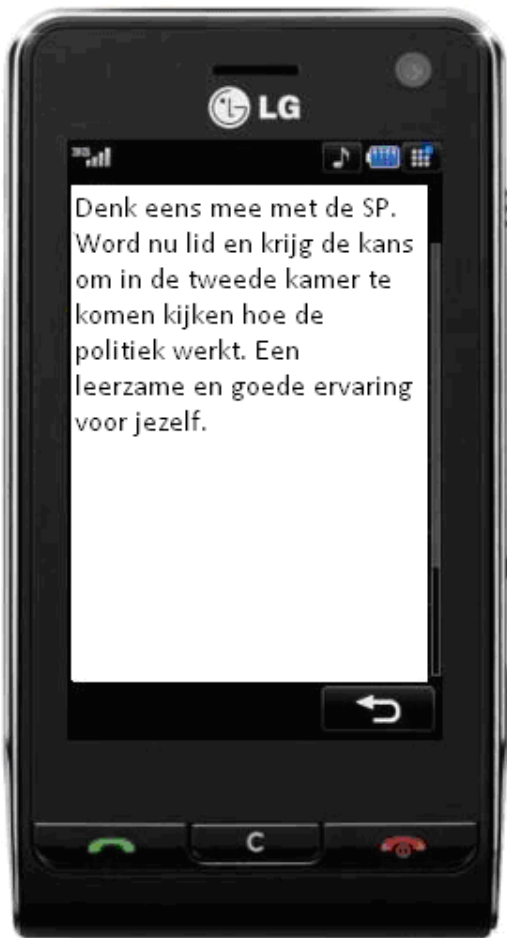 LG
3G
Denk eens mee met de SP.
Word nu lid en krijg de kans
om in de tweede kamer te
komen kijken hoe de
politiek werkt. Een
leerzame en goede ervaring
voor jezelf.
C